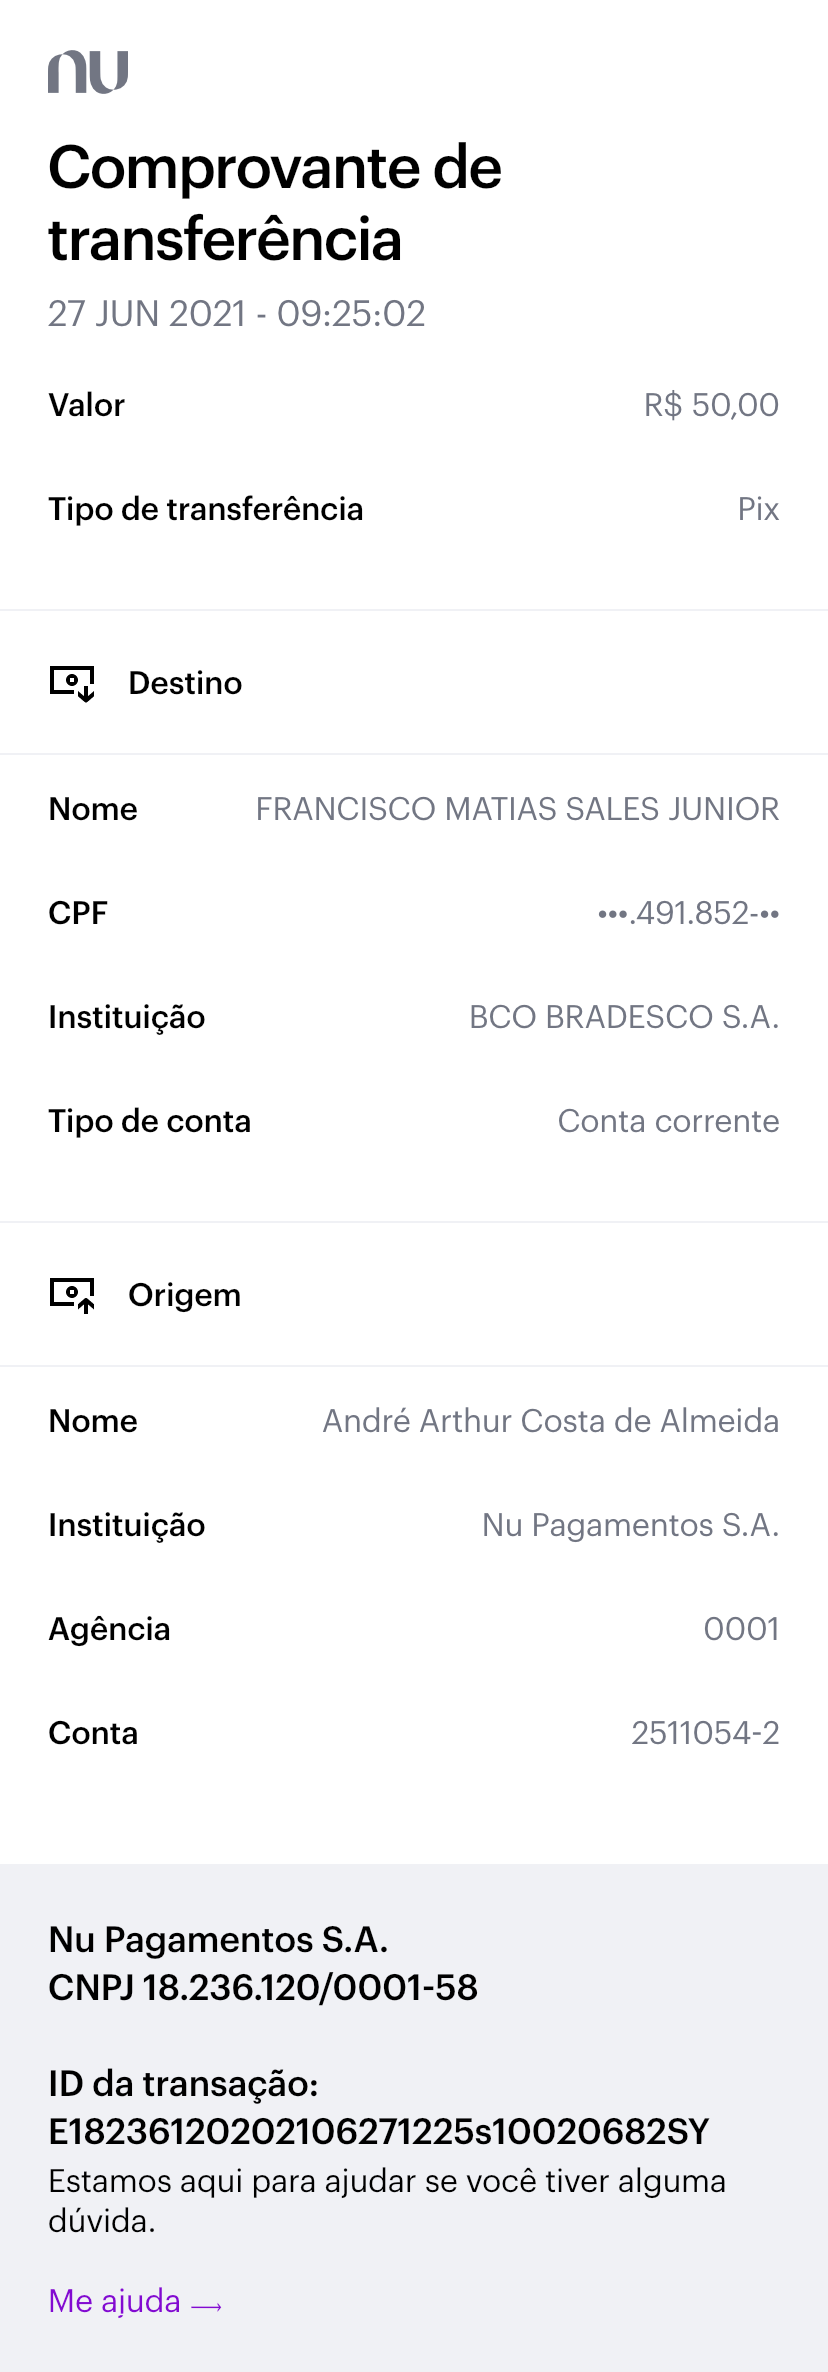 nu
Comprovante de
transferência
27 JUN 2021 - 09:25:02
Valor R$ 50,00
Tipo de transferência Pix
Destino
Nome FRANCISCO MATIAS SALES JUNIOR
CPF •••.491.852-••
Instituição BCO BRADESCO S.A.
Tipo de conta Conta corrente
Origem
Nome André Arthur Costa de Almeida
Instituição Nu Pagamentos S.A.
Agência 0001
Conta 2511054-2
Nu Pagamentos S.A.
CNPJ 18.236.120/0001-58
ID da transação:
E18236120202106271225s10020682SY
Estamos aqui para ajudar se você tiver alguma
dúvida.
Me ajuda →